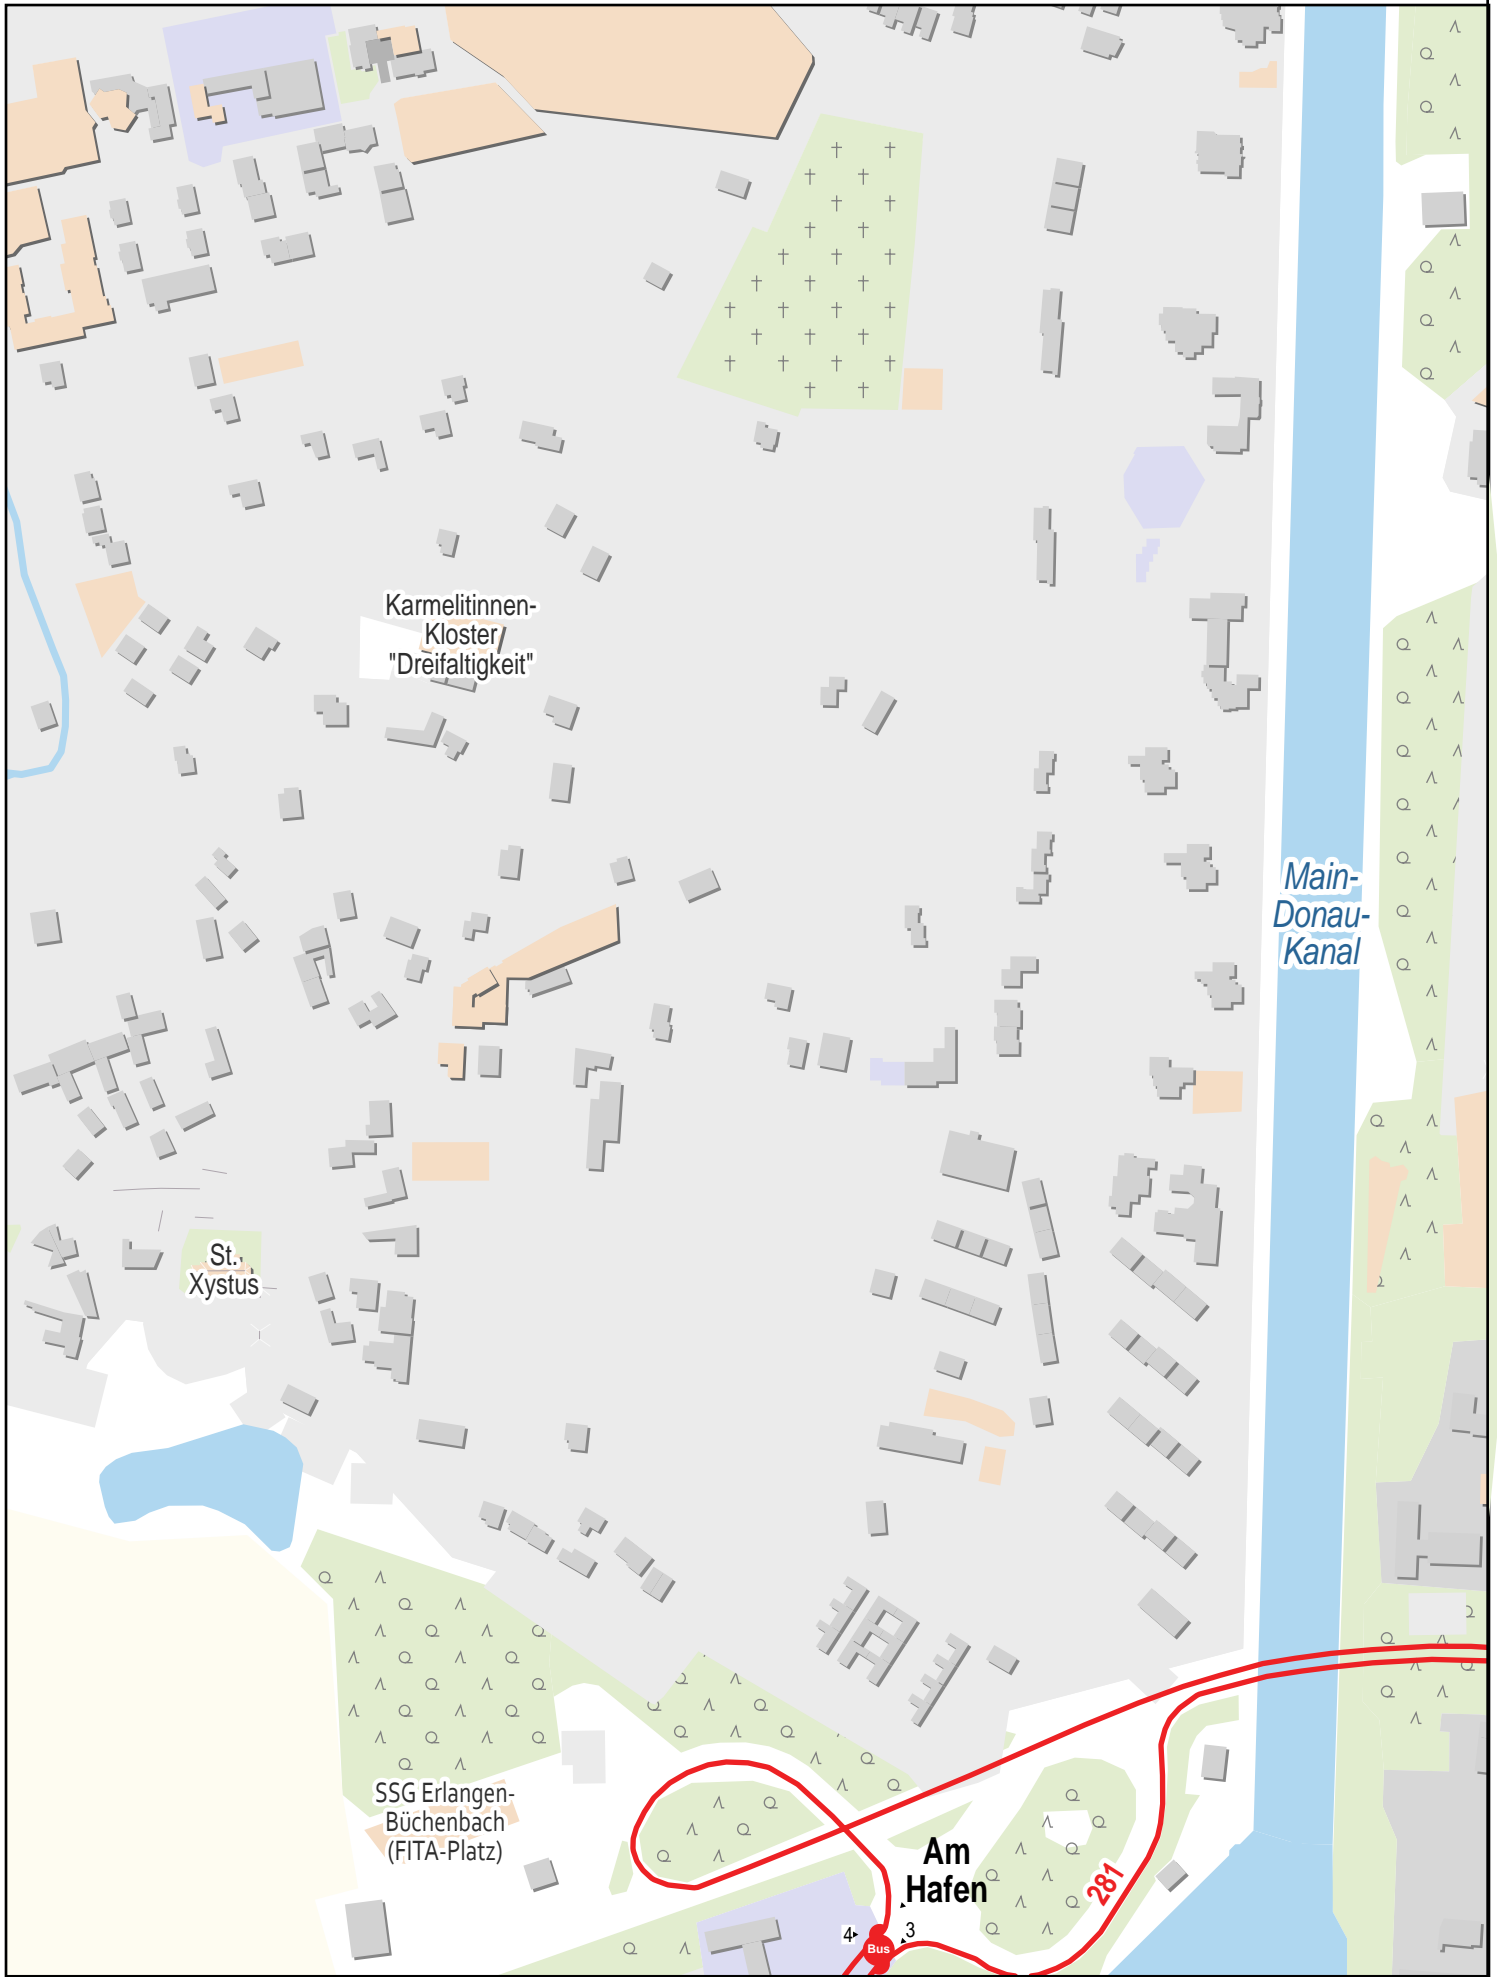 Karmelitinnen-
Kloster
"Dreifaltigkeit"
Main-
Donau-
Kanal
St.
Xystus
SSG Erlangen-
Büchenbach
(FITA-Platz)
Am
Hafen
281
4
3
Bus